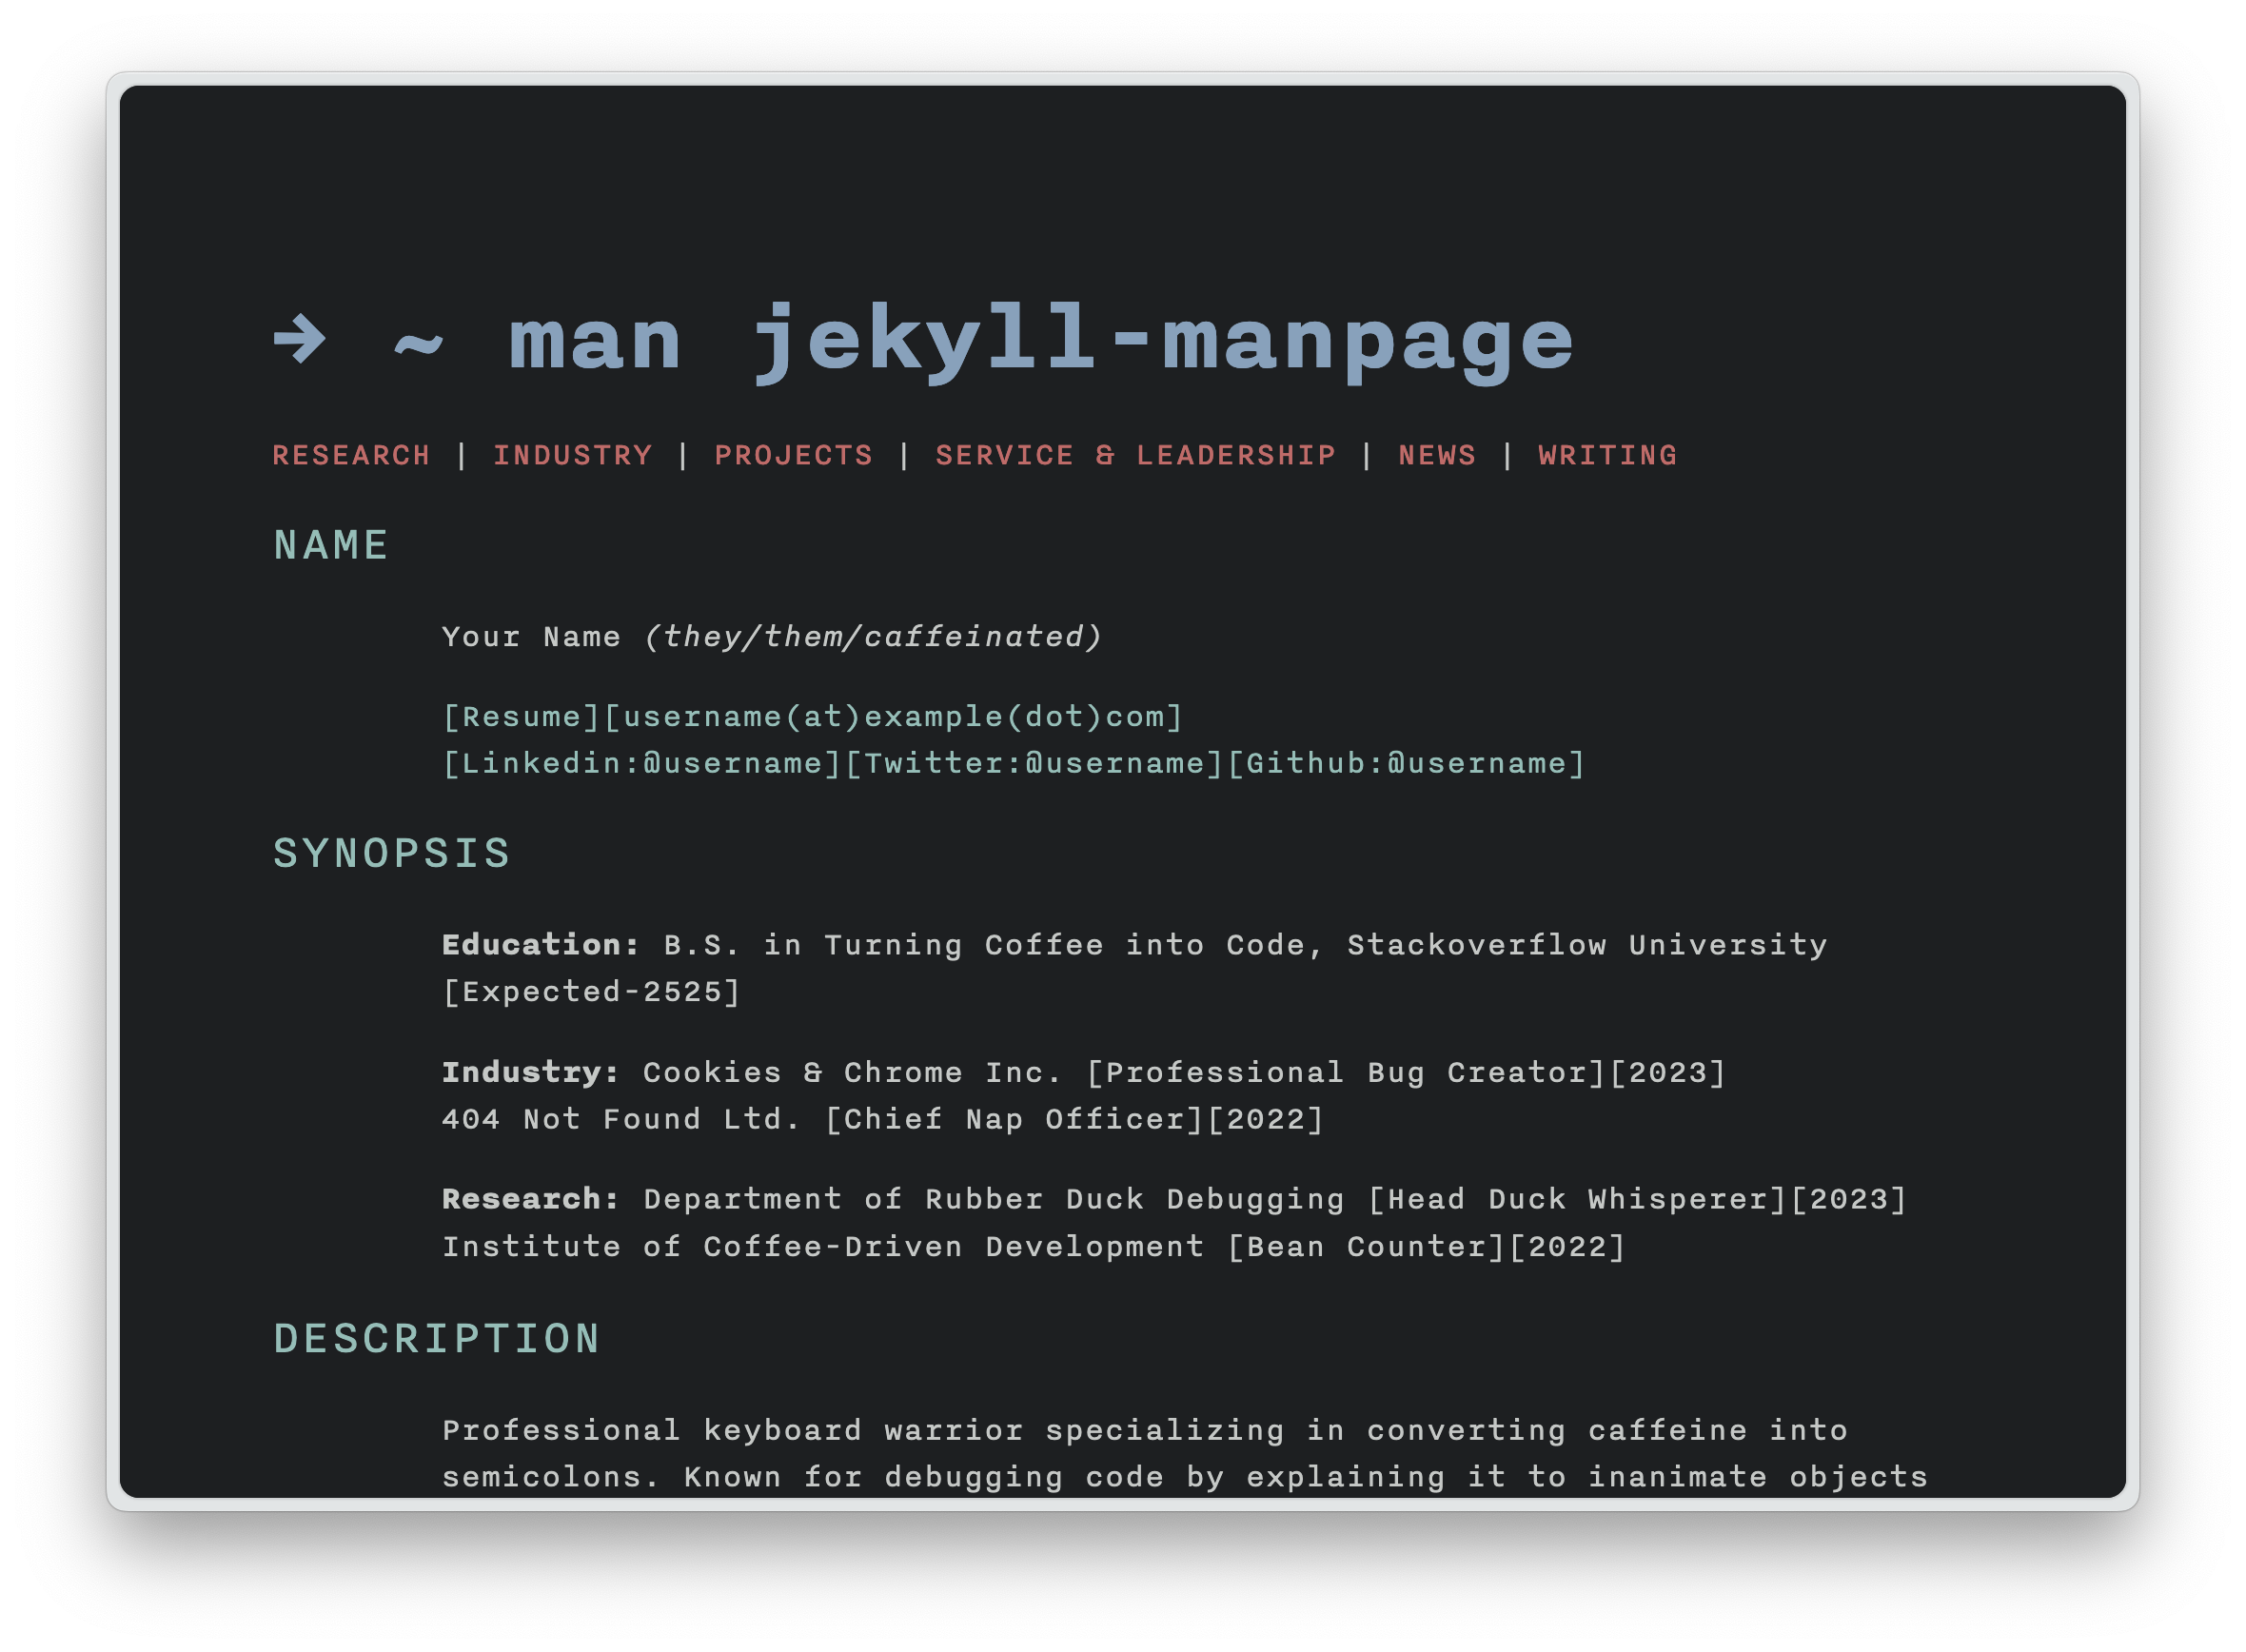 → ~ man jekyll-manpage
RESEARCH | INDUSTRY | PROJECTS | SERVICE & LEADERSHIP | NEWS | WRITING
NAME
Your Name (they/them/caffeinated)
[Resume][username(at)example(dot)com]
[Linkedin:@username][Twitter:@username][Github:@username]
SYNOPSIS
Education: B.S. in Turning Coffee into Code, Stackoverflow University
[Expected-2525]
Industry: Cookies & Chrome Inc. [Professional Bug Creator][2023]
404 Not Found Ltd. [Chief Nap Officer][2022]
Research: Department of Rubber Duck Debugging [Head Duck Whisperer][2023]
Institute of Coffee-Driven Development [Bean Counter][2022]
DESCRIPTION
Professional keyboard warrior specializing in converting caffeine into
semicolons. Known for debugging code by explaining it to inanimate objects